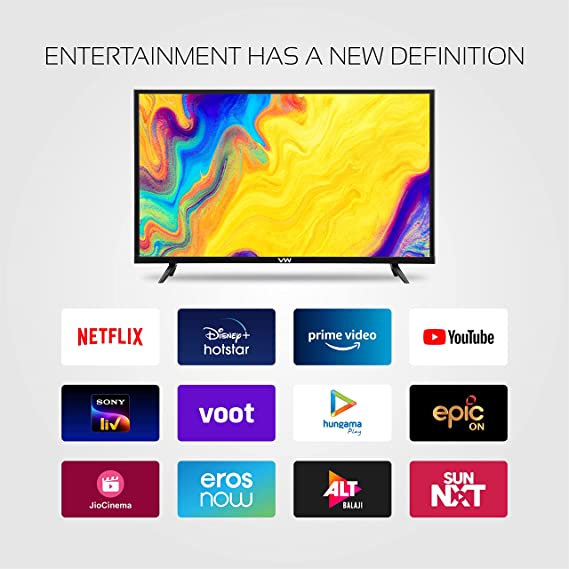 ENTERTAINMENT HAS A NEW DEFINITION
VW
NETFLIX
Disney+
hotstar
prime video
YouTube
SONY
liv
voot
hungama
Play
epic
ON
JioCinema
eros
now
ALT
BALAJI
SUN
NXT